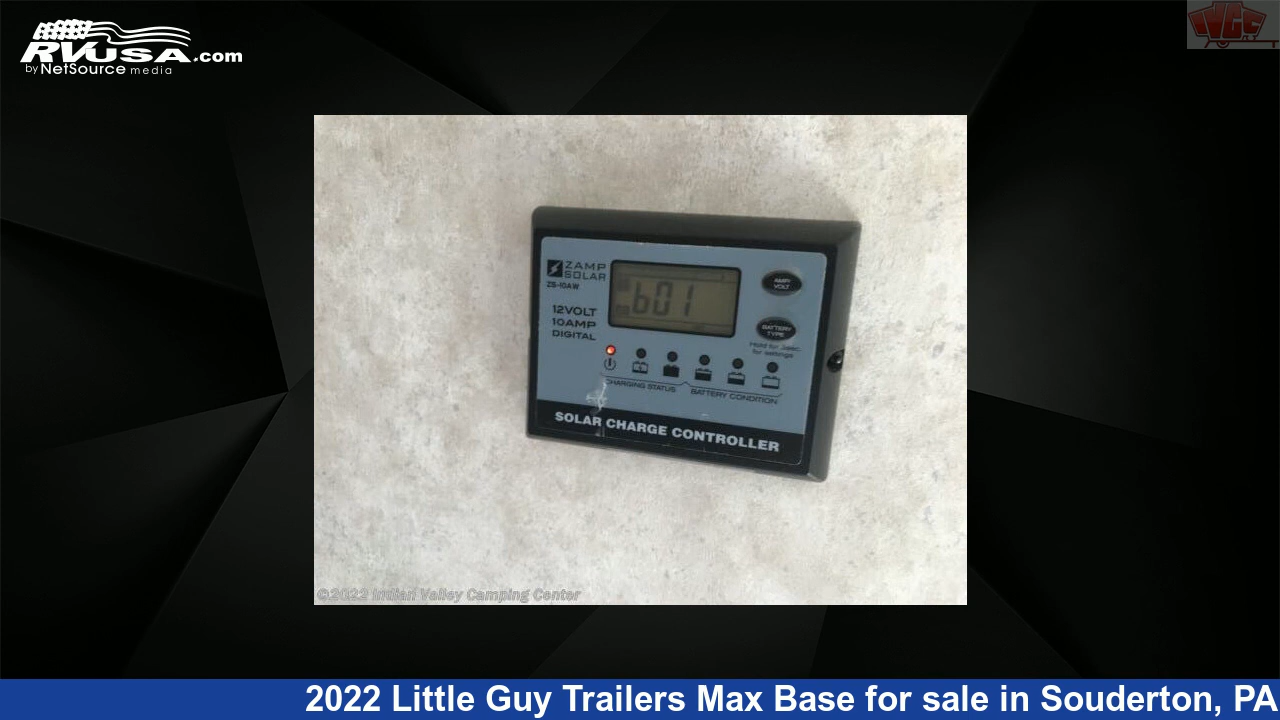 RVUSA.com
by NetSource media
WGC
ZAMP
SOLAR
ZS-10AW
12VOLT
10AMP
DIGITAL
b01
AMP/
VOLT
BATTERY
TYPE
Hold for 3sec.
for settings
CHARGING STATUS
BATTERY CONDITION
SOLAR CHARGE CONTROLLER
©2022 Indian Valley Camping Center
2022 Little Guy Trailers Max Base for sale in Souderton, PA